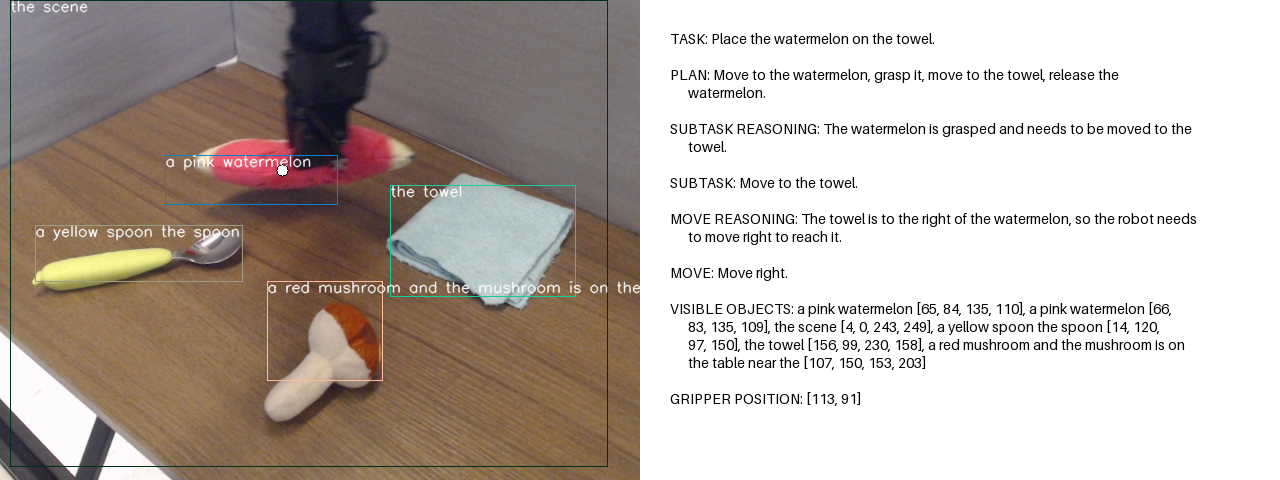 the scene
a pink watermelon
the towel
a yellow spoon the spoon
a red mushroom and the mushroom is on the
TASK: Place the watermelon on the towel.
PLAN: Move to the watermelon, grasp it, move to the towel, release the
watermelon.
SUBTASK REASONING: The watermelon is grasped and needs to be moved to the
towel.
SUBTASK: Move to the towel.
MOVE REASONING: The towel is to the right of the watermelon, so the robot needs
to move right to reach it.
MOVE: Move right.
VISIBLE OBJECTS: a pink watermelon [65, 84, 135, 110], a pink watermelon [66,
83, 135, 109], the scene [4, 0, 243, 249], a yellow spoon the spoon [14, 120,
97, 150], the towel [156, 99, 230, 158], a red mushroom and the mushroom is on
the table near the [107, 150, 153, 203]
GRIPPER POSITION: [113, 91]